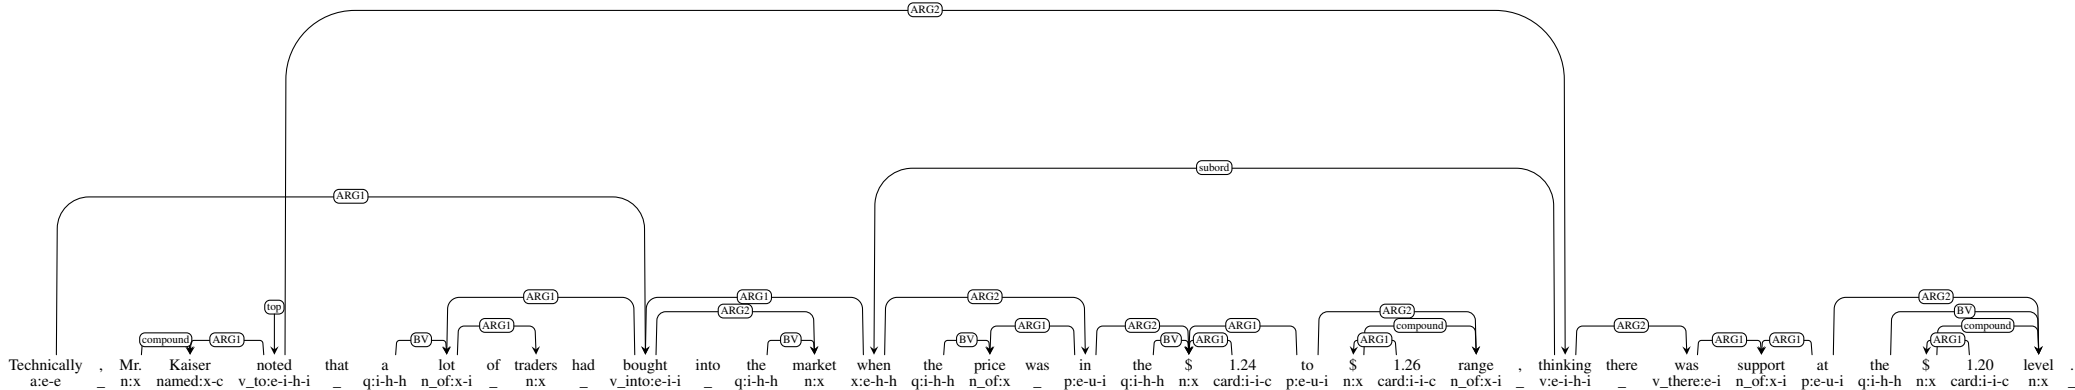 ARG2
subord
ARG1
top ARG1 ARG1 ARG2 ARG2
ARG2 ARG2 BV
ARG1 ARG1 ARG2 ARG1 compound ARG2 compound
compound ARG1 BV BV BV BV ARG1 ARG1 ARG1 ARG1 ARG1
Technically , Mr. Kaiser noted that a lot of traders had bought into the market when the price was in the $ 1.24 to $ 1.26 range , thinking there was support at the $ 1.20 level .
a:e-e _ n:x named:x-c v_to:e-i-h-i _ q:i-h-h n_of:x-i _ n:x _ v_into:e-i-i _ q:i-h-h n:x x:e-h-h q:i-h-h n_of:x _ p:e-u-i q:i-h-h n:x card:i-i-c p:e-u-i n:x card:i-i-c n_of:x-i _ v:e-i-h-i _ v_there:e-i n_of:x-i p:e-u-i q:i-h-h n:x card:i-i-c n:x _